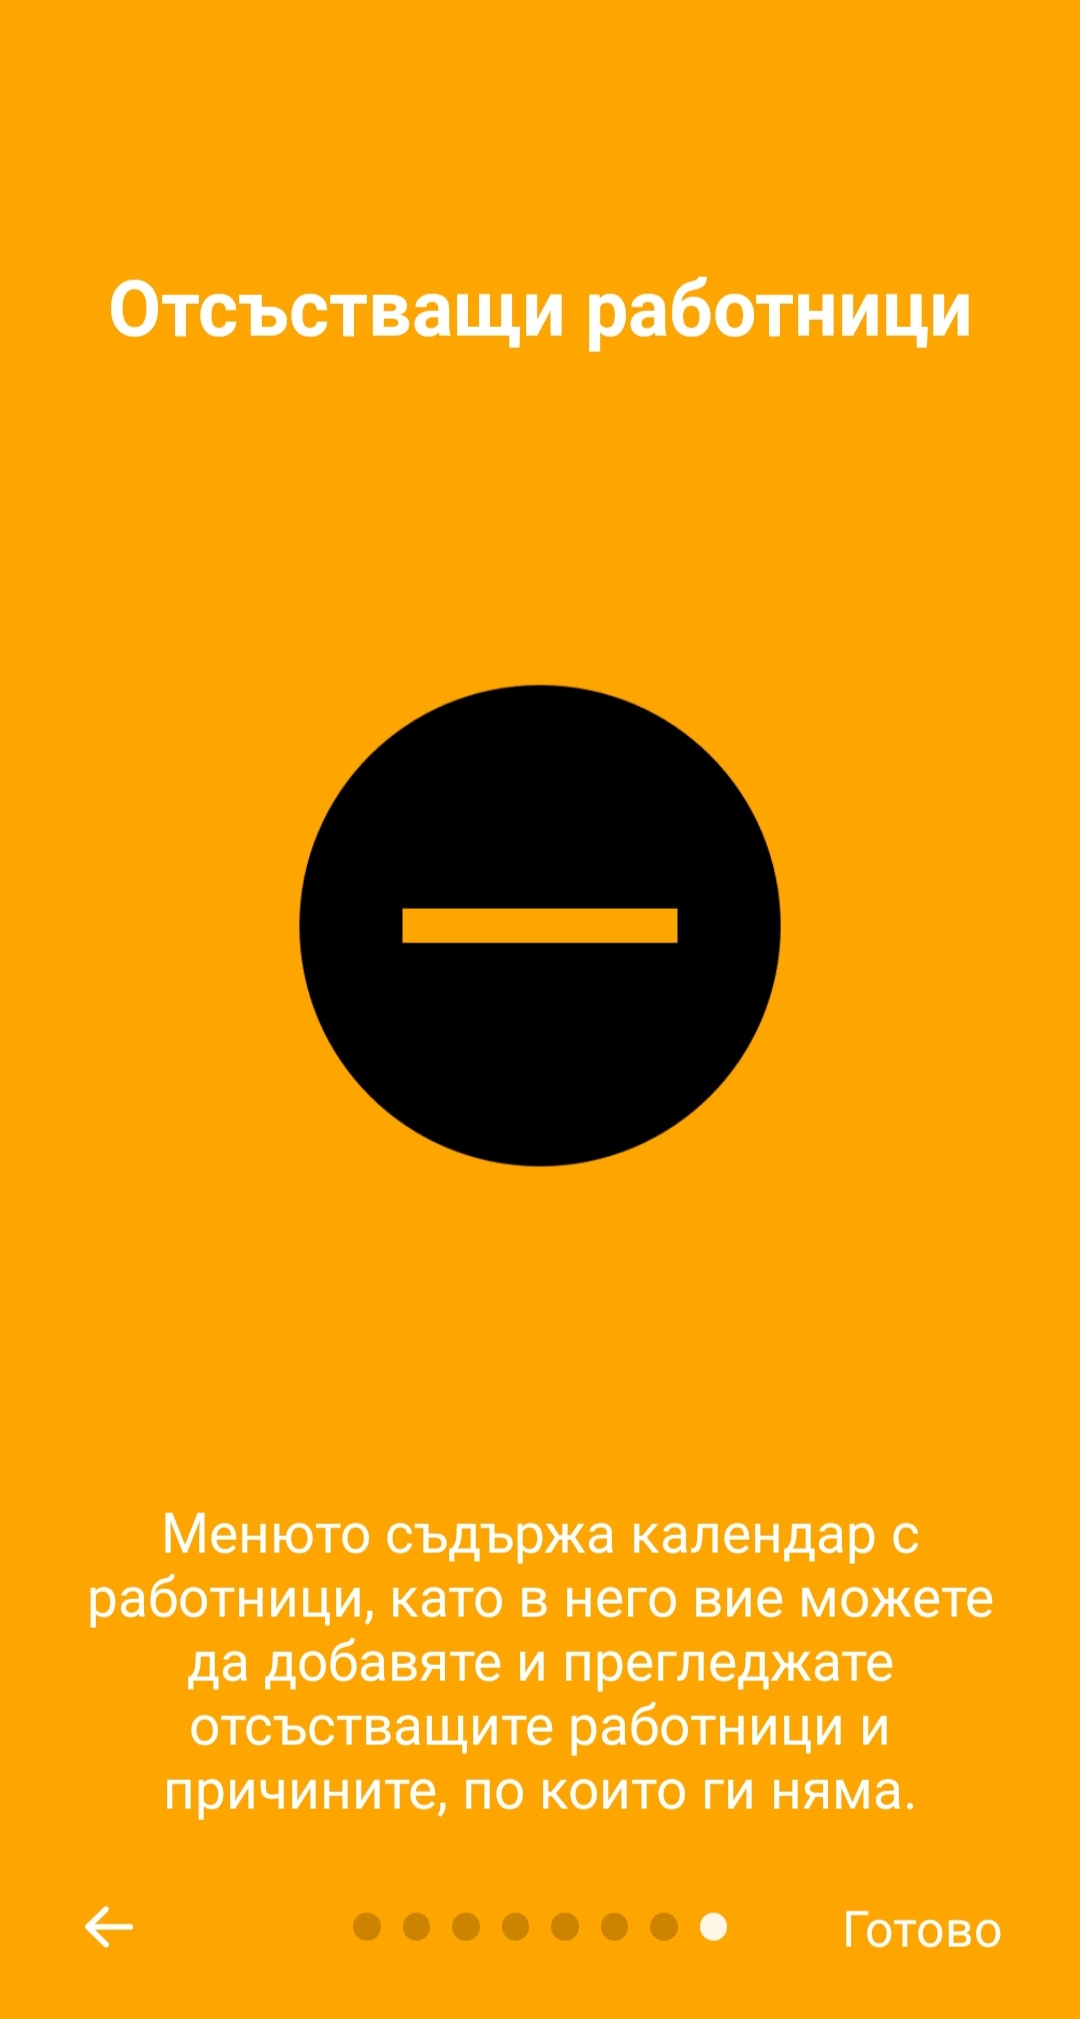 Отсъстващи работници
Менюто съдържа календар с
работници, като в него вие можете
да добавяте и прегледжате
отсъстващите работници и
причините, по които ги няма.
Готово